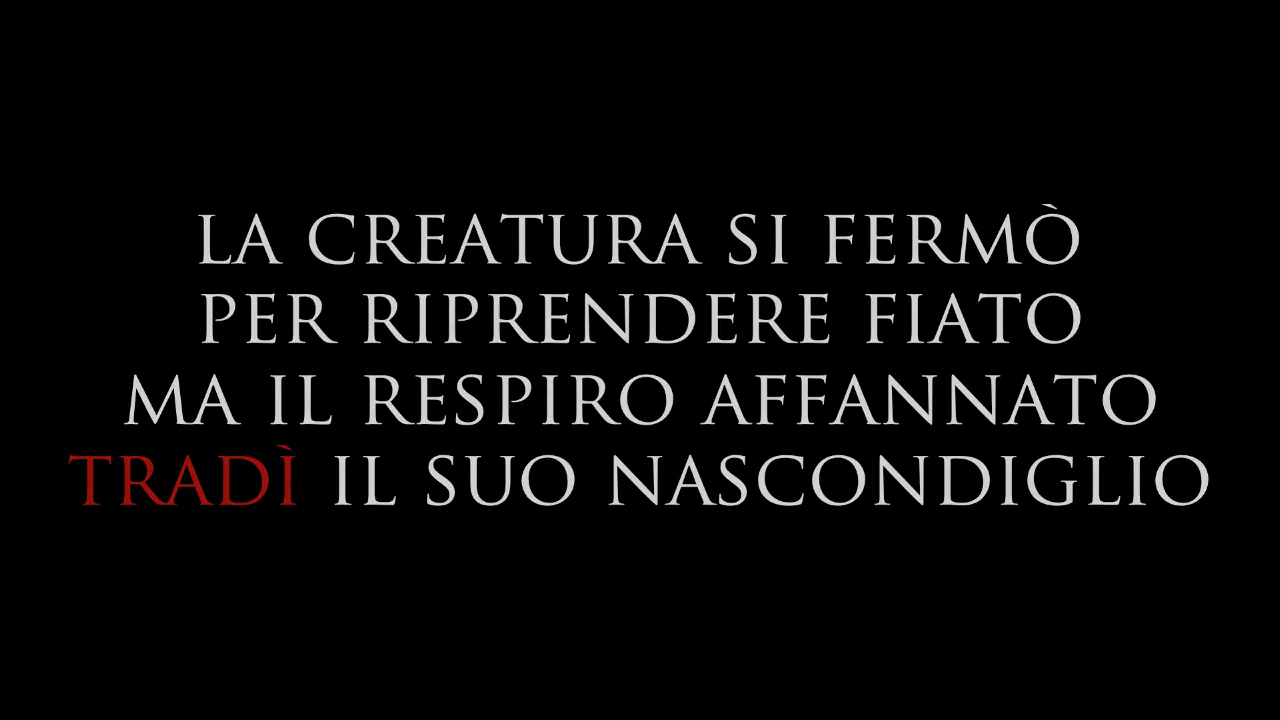 LA CREATURA SI FERMÒ
PER RIPRENDERE FIATO
MA IL RESPIRO AFFANNATO
TRADÌ IL SUO NASCONDIGLIO